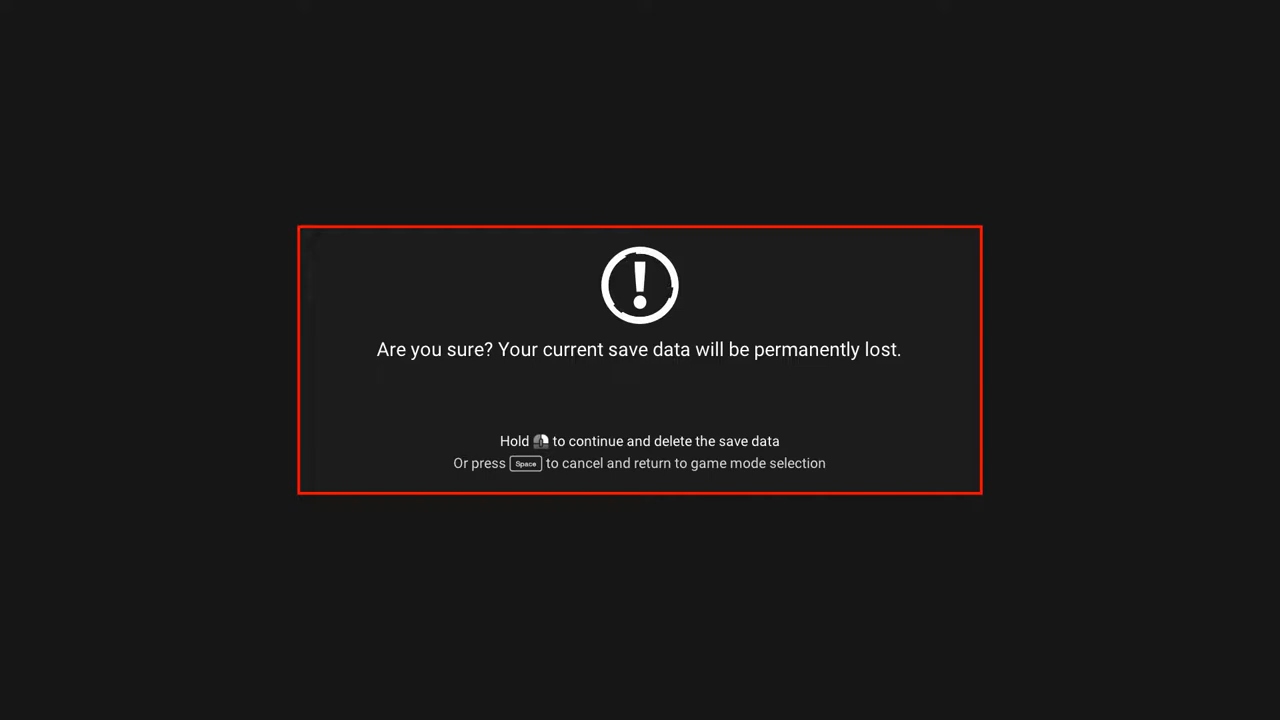 Are you sure? Your current save data will be permanently lost.
Hold to continue and delete the save data
Or press Space to cancel and return to game mode selection